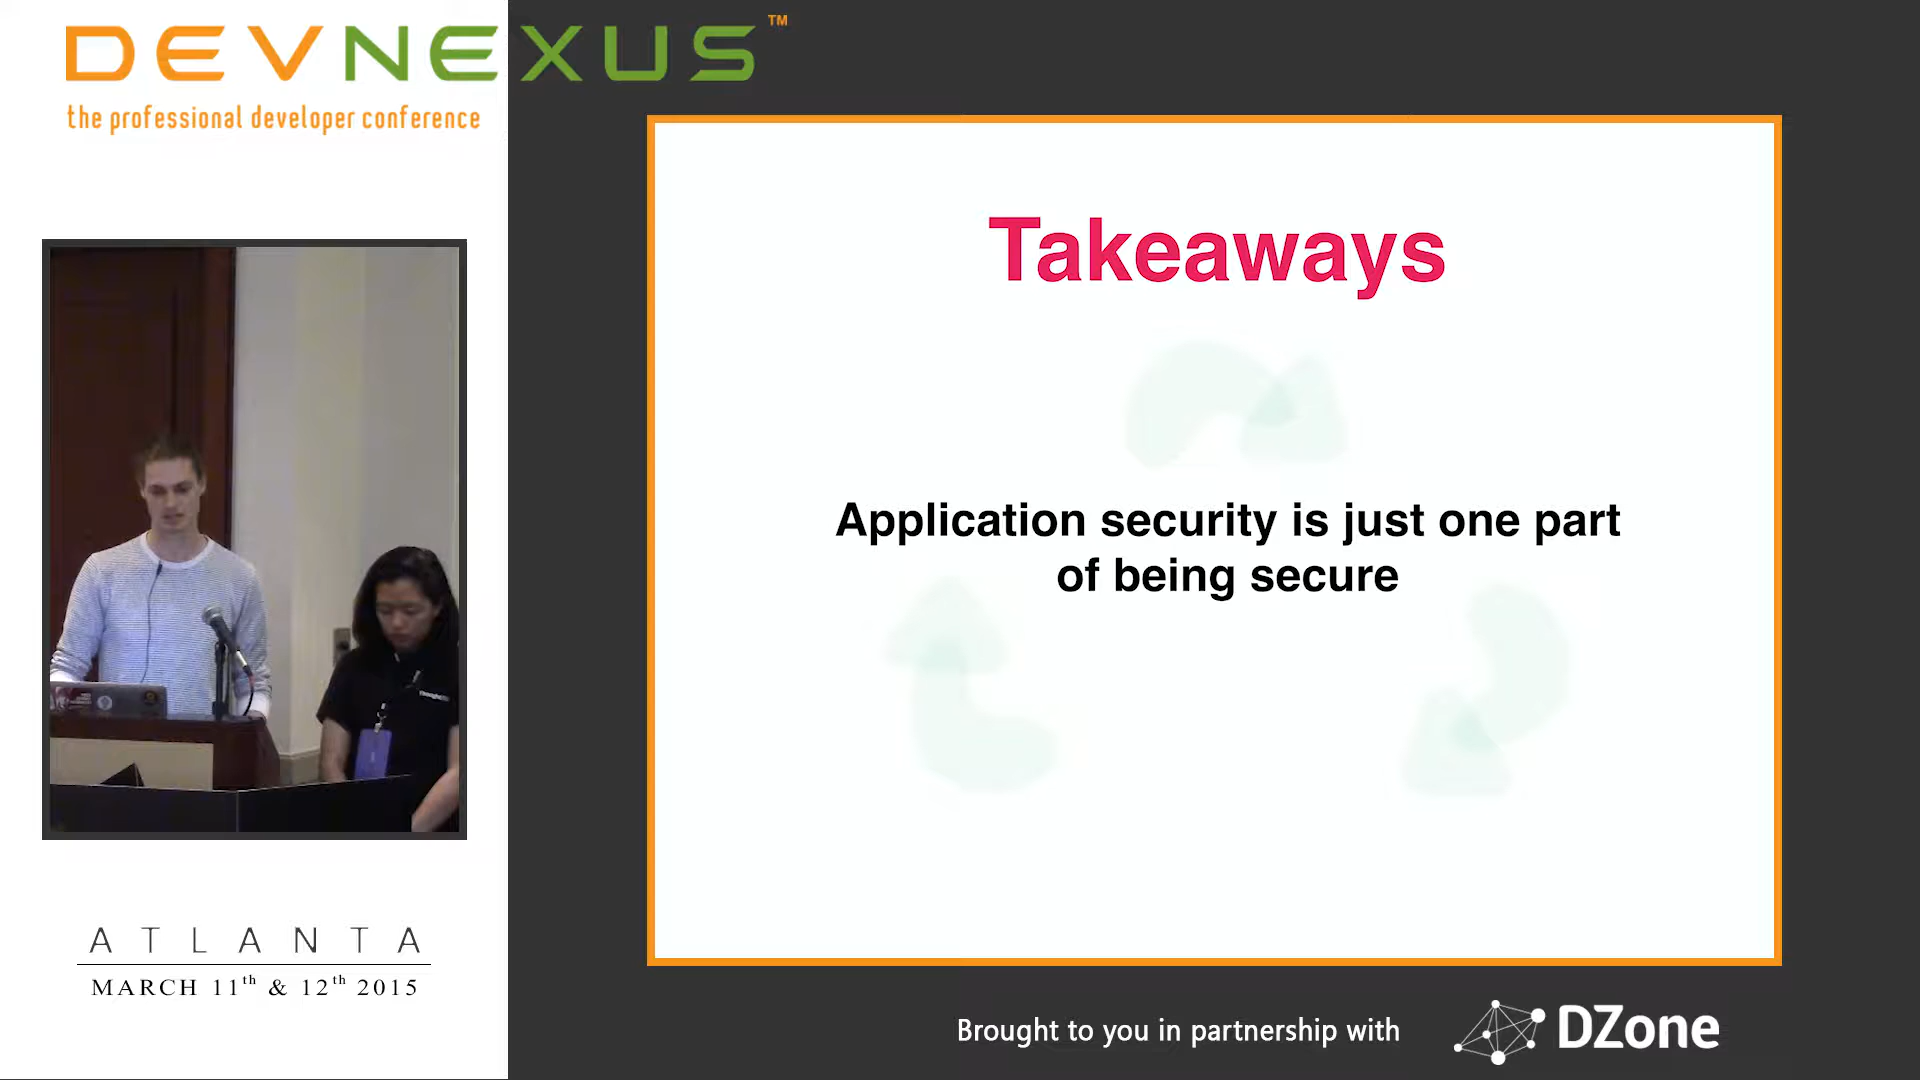 DEVNEXUS™
the professional developer conference
Takeaways
Application security is just one part
of being secure
ATLANTA
MARCH 11th & 12th 2015
Brought to you in partnership with
DZone